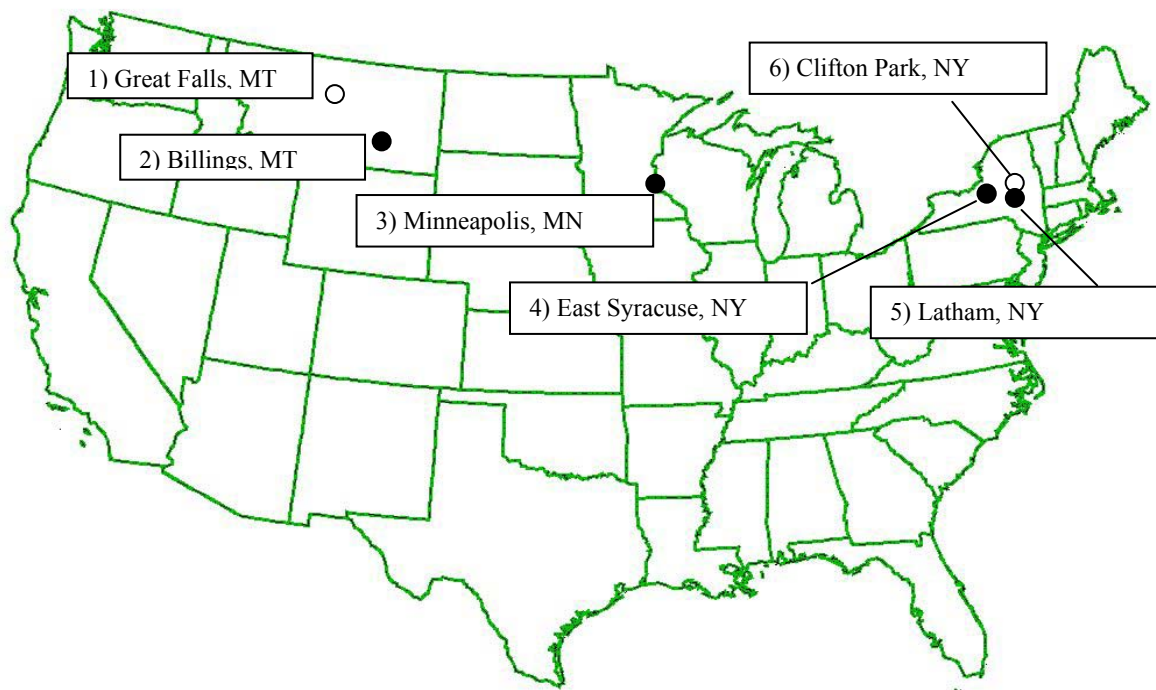 6) Clifton Park, NY
1) Great Falls, MT
2) Billings, MT
3) Minneapolis, MN
4) East Syracuse, NY
5) Latham, NY